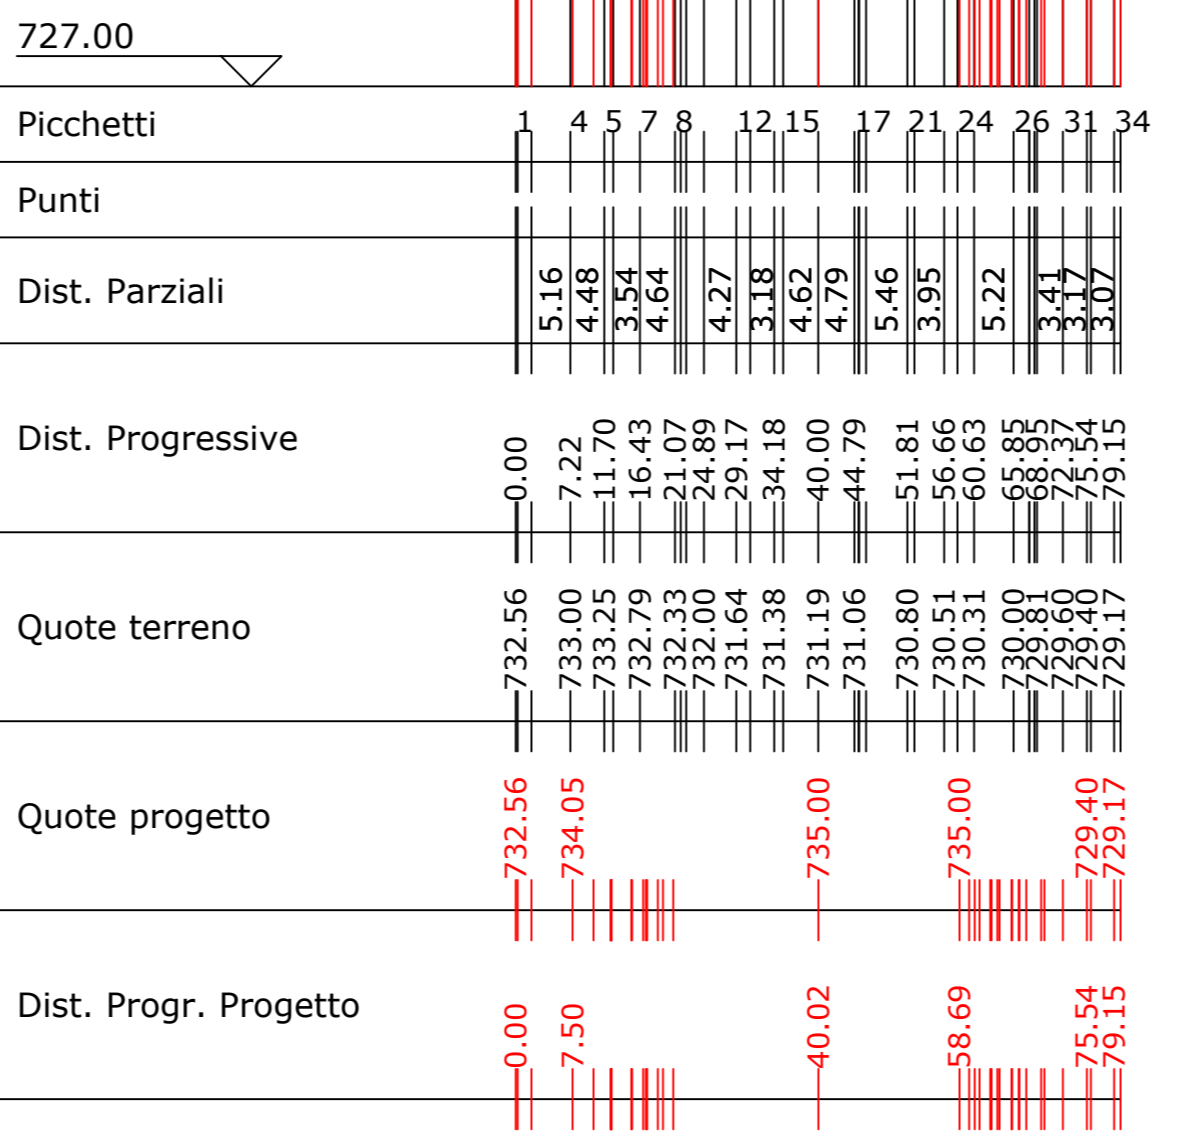 727.00
Picchetti 1 4 5 7 8 12 15 17 21 24 26 31 34
Punti
Dist. Parziali 5.16 4.48 3.54 4.64 4.27 3.18 4.62 4.79 5.46 3.95 5.22 3.41 3.17 3.07
Dist. Progressive 0.00 7.22 11.70 16.43 21.07 24.89 29.17 34.18 40.00 44.79 51.81 56.66 60.63 65.85 68.95 72.37 75.54 79.15
Quote terreno 732.56 733.00 733.25 732.79 732.33 732.00 731.64 731.38 731.19 731.06 730.80 730.51 730.31 730.00 729.81 729.60 729.40 729.17
Quote progetto 732.56 734.05 735.00 735.00 729.40 729.17
Dist. Progr. Progetto 0.00 7.50 40.02 58.69 75.54 79.15